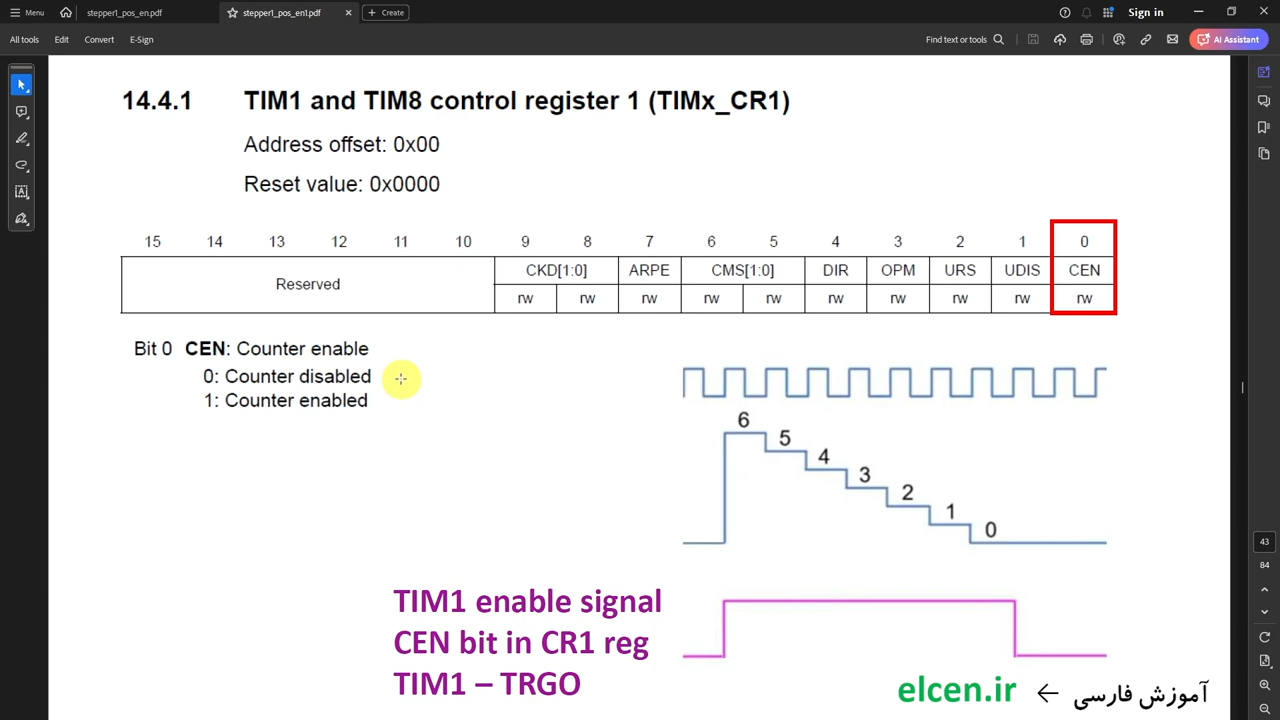 Menu
stepper1_pos_en.pdf
stepper1_pos_en1.pdf
Create
Sign in
All tools
Edit
Convert
E-Sign
Find text or tools
AI Assistant
14.4.1 TIM1 and TIM8 control register 1 (TIMx_CR1)
Address offset: 0x00
Reset value: 0x0000
15 14 13 12 11 10 9 8 7 6 5 4 3 2 1 0
Reserved CKD[1:0] ARPE CMS[1:0] DIR OPM URS UDIS CEN
rw rw rw rw rw rw rw rw rw rw
Bit 0 CEN: Counter enable
0: Counter disabled
1: Counter enabled
6
5
4
3
2
1
0
TIM1 enable signal
CEN bit in CR1 reg
TIM1 – TRGO
elcen.ir ← آموزش فارسی
43
84